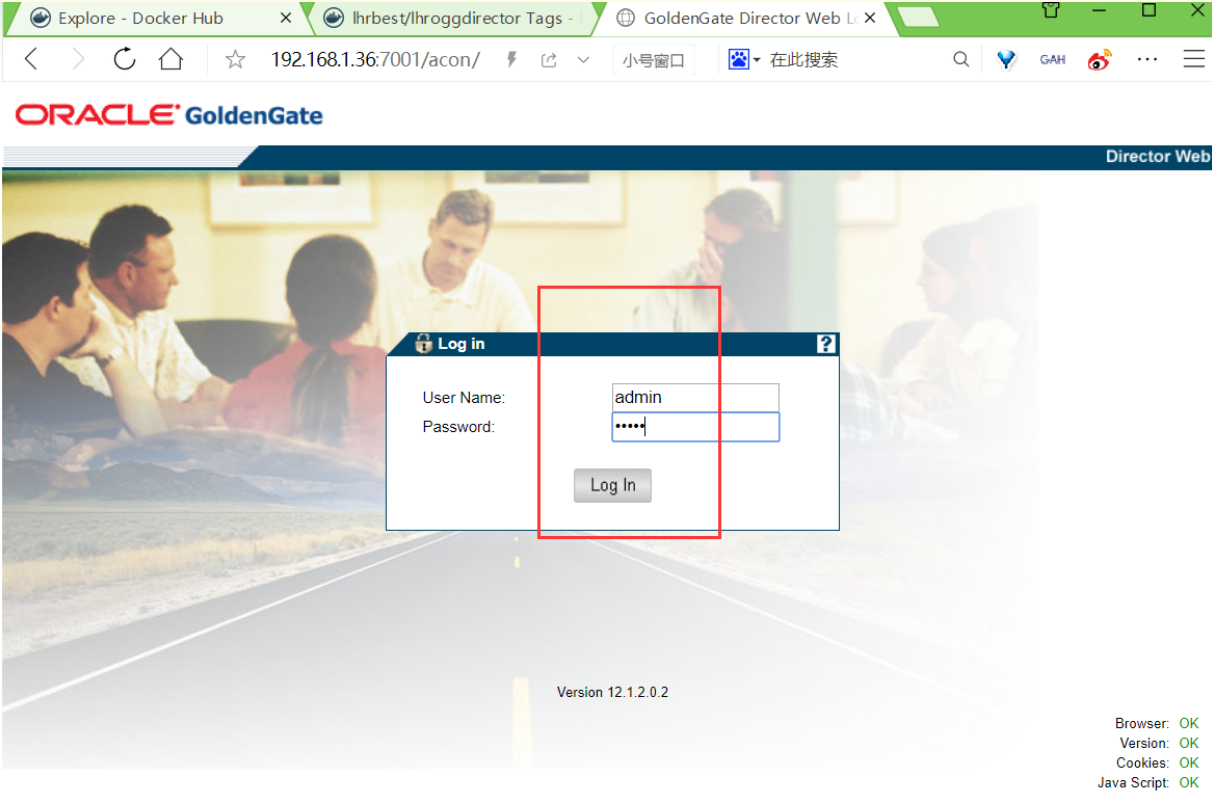 Explore - Docker Hub
lhrbest/lhroggdirector Tags -
GoldenGate Director Web Lo
192.168.1.36:7001/acon/
小号窗口
在此搜索
GAH
ORACLE GoldenGate
Director Web
Log in
?
User Name:
admin
Password:
•••••
Log In
Version 12.1.2.0.2
Browser: OK
Version: OK
Cookies: OK
Java Script: OK